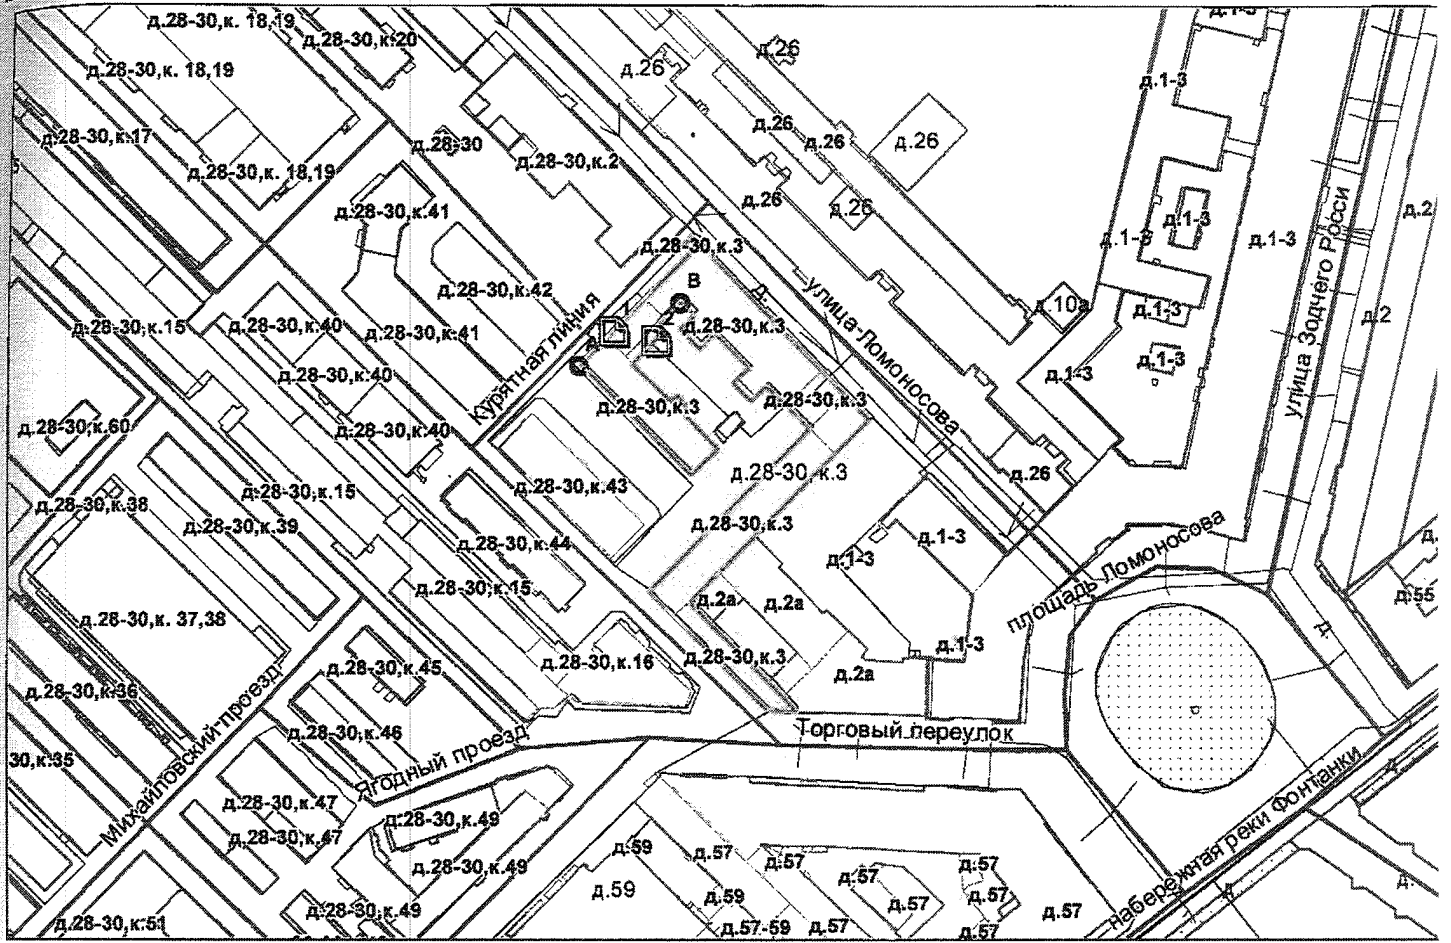 д.28-30,к. 18,19
д.28-30,к.20
д.1-3
д.26
д.26
д.28-30,к. 18,19
д.1-3
д.28-30,к.17
д.28-30
д.28-30,к.2
д.26
д.26
д.26
д.28-30,к. 18,19
д.26
д.26
д.28-30,к.41
д.1-3
д.1-3
д.1-3
д.2
д.28-30,к.3
улица Зодчего Росси
В
д.28-30,к.42
д.
улица Ломоносова
д.10а
д.1-3
д.2
д.28-30,к.15
д.28-30,к.40
д.28-30,к.41
Курятная линия
1
2
А
д.28-30,к.3
д.1-3
д.28-30,к.40
д.1-3
д.28-30,к.3
д.28-30,к.3
д.28-30,к.60
д.28-30,к.40
д.28-30,к.3
д.26
д.28-30,к.15
д.28-30,к.43
д.28-30,к.38
д.28-30,к.39
д.28-30,к.3
д.28-30,к.44
д.1-3
д.1-3
площадь Ломоносова
д.
д.28-30,к.15
д.2а
д.2а
д.55
д.28-30,к. 37,38
д.
д.28-30,к.45
д.28-30,к.16
д.28-30,к.3
д.2а
д.1-3
д.28-30,к.36
Михайловский проезд
д.28-30,к.46
Ягодный проезд
Торговый переулок
30,к.35
д.
набережная реки Фонтанки
д.28-30,к.47
д.28-30,к.49
д.28-30,к.47
д.28-30,к.49
д.59
д.57
д.57
д.57
д.57
д.59
д.59
д.57
д.57
д.
д.28-30,к.51
д.28-30,к.49
д.57-59
д.57
д.57
д.57